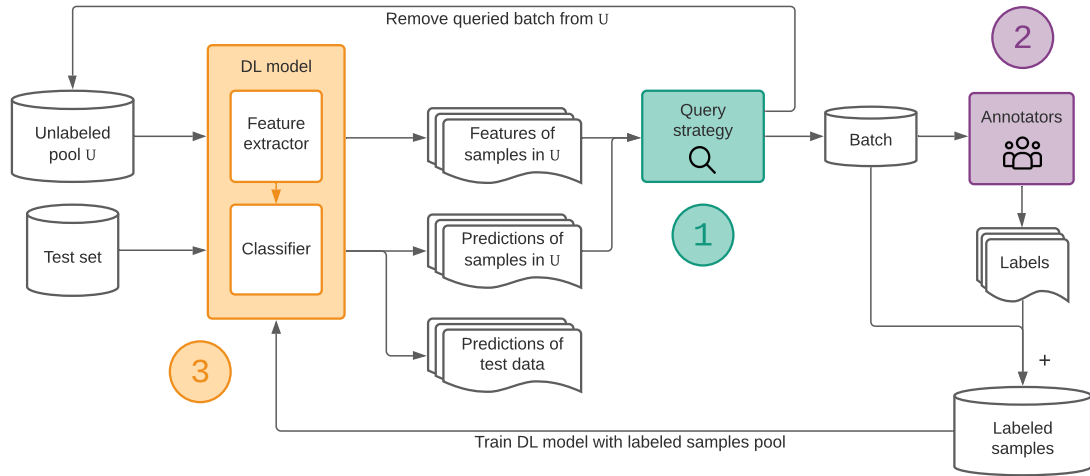 Remove queried batch from U
2
DL model
Unlabeled
pool U
Feature
extractor
Features of
samples in U
Query
strategy
Batch
Annotators
Test set
Classifier
Predictions of
samples in U
1
Labels
3
Predictions of
test data
+
Labeled
samples
Train DL model with labeled samples pool